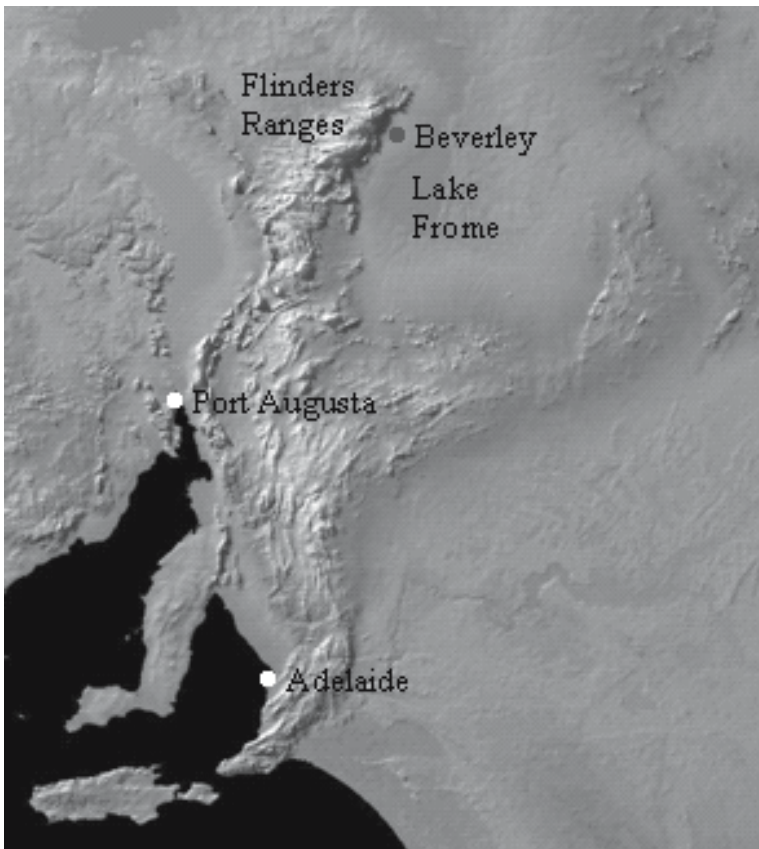 Flinders
Ranges
Beverley
Lake
Frome
Port Augusta
Adelaide